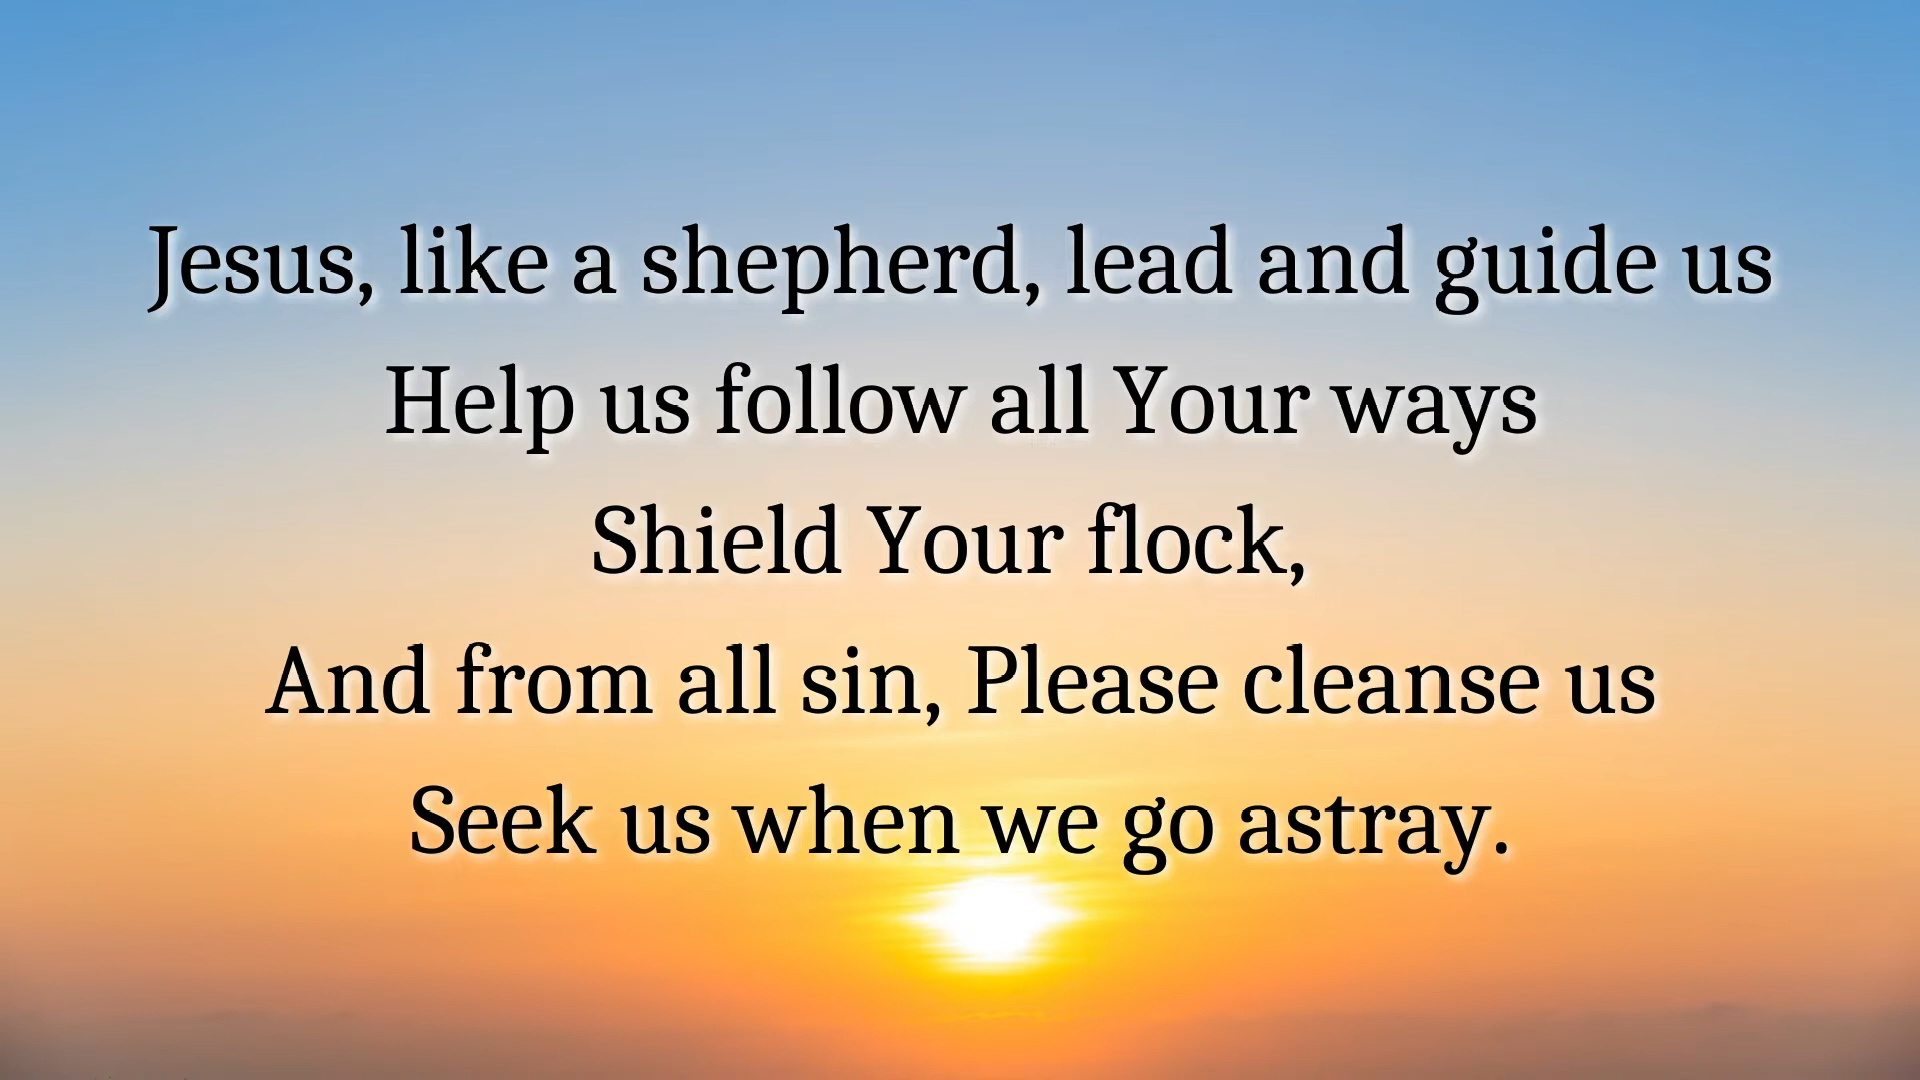 Jesus, like a shepherd, lead and guide us
Help us follow all Your ways
Shield Your flock,
And from all sin, Please cleanse us
Seek us when we go astray.